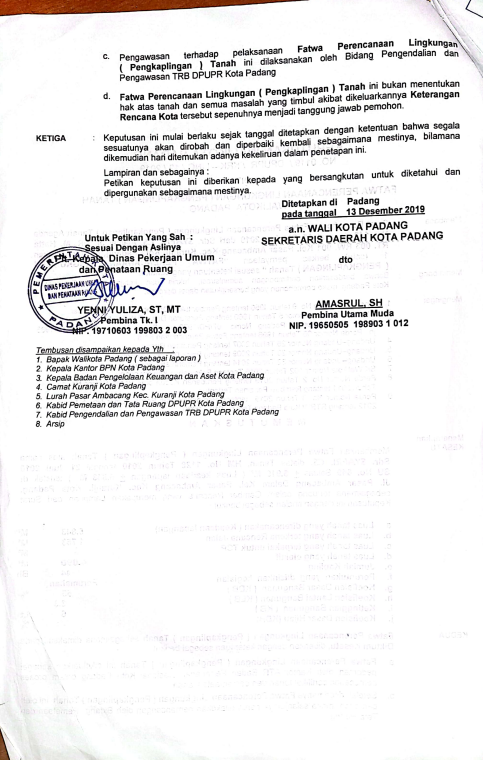 c. Pengawasan terhadap pelaksanaan Fatwa Perencanaan Lingkungan
( Pengkaplingan ) Tanah ini dilaksanakan oleh Bidang Pengendalian dan
Pengawasan TRB DPUPR Kota Padang
d. Fatwa Perencanaan Lingkungan ( Pengkaplingan ) Tanah ini bukan menentukan
hak atas tanah dan semua masalah yang timbul akibat dikeluarkannya Keterangan
Rencana Kota tersebut sepenuhnya menjadi tanggung jawab pemohon.
KETIGA : Keputusan ini mulai berlaku sejak tanggal ditetapkan dengan ketentuan bahwa segala
sesuatunya akan dirobah dan diperbaiki kembali sebagaimana mestinya, bilamana
dikemudian hari ditemukan adanya kekeliruan dalam penetapan ini.
Lampiran dan sebagainya :
Petikan keputusan ini diberikan kepada yang bersangkutan untuk diketahui dan
dipergunakan sebagaimana mestinya.
Ditetapkan di Padang
pada tanggal 13 Desember 2019
a.n. WALI KOTA PADANG
SEKRETARIS DAERAH KOTA PADANG
dto
AMASRUL, SH
Pembina Utama Muda
NIP. 19650505 198903 1 012
Untuk Petikan Yang Sah :
Sesuai Dengan Aslinya
Kepala Dinas Pekerjaan Umum
dan Penataan Ruang
PEMERINTAH
DINAS PEKERJAAN UMUM
DAN PENATAAN RUANG
PADANG
YENNI YULIZA, ST, MT
Pembina Tk. I
NIP. 19710603 199803 2 003
Tembusan disampaikan kepada Yth :
1. Bapak Walikota Padang ( sebagai laporan )
2. Kepala Kantor BPN Kota Padang
3. Kepala Badan Pengelolaan Keuangan dan Aset Kota Padang
4. Camat Kuranji Kota Padang
5. Lurah Pasar Ambacang Kec. Kuranji Kota Padang
6. Kabid Pemetaan dan Tata Ruang DPUPR Kota Padang
7. Kabid Pengendalian dan Pengawasan TRB DPUPR Kota Padang
8. Arsip